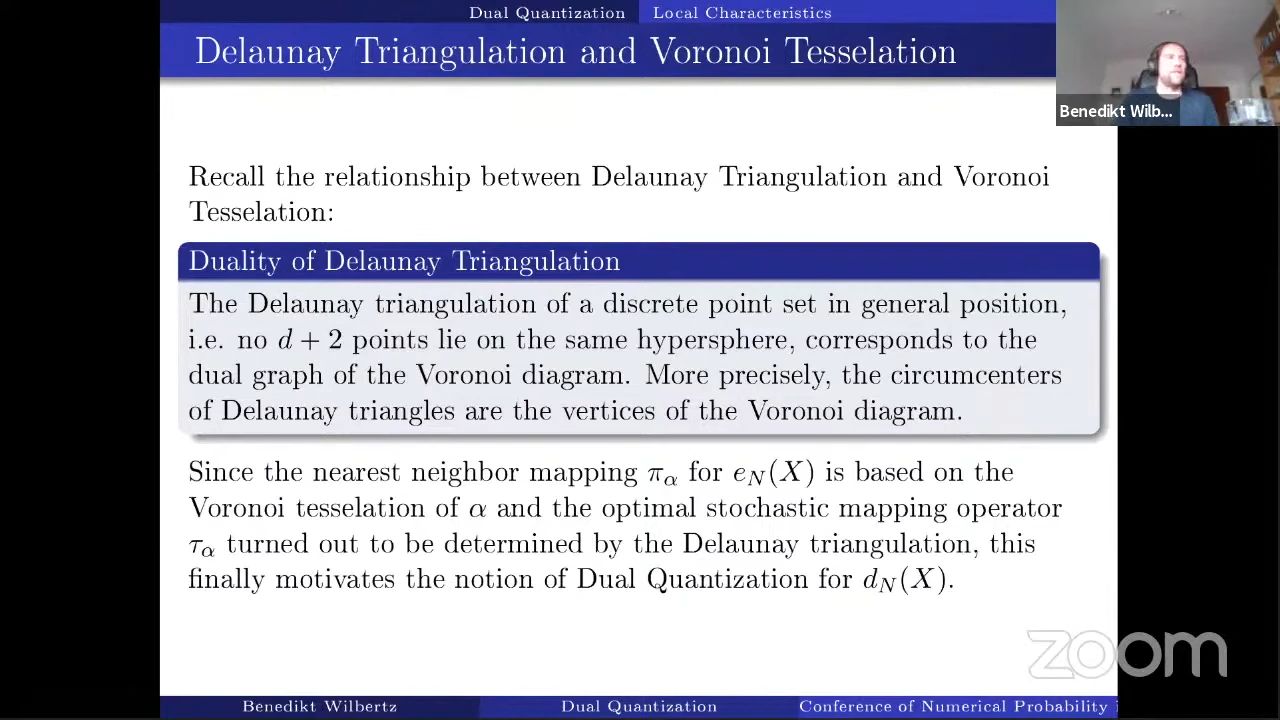 Dual Quantization Local Characteristics
Delaunay Triangulation and Voronoi Tesselation
Benedikt Wilb...
Recall the relationship between Delaunay Triangulation and Voronoi
Tesselation:
Duality of Delaunay Triangulation
The Delaunay triangulation of a discrete point set in general position,
i.e. no d + 2 points lie on the same hypersphere, corresponds to the
dual graph of the Voronoi diagram. More precisely, the circumcenters
of Delaunay triangles are the vertices of the Voronoi diagram.
Since the nearest neighbor mapping π_α for e_N(X) is based on the
Voronoi tesselation of α and the optimal stochastic mapping operator
τ_α turned out to be determined by the Delaunay triangulation, this
finally motivates the notion of Dual Quantization for d_N(X).
zoom
Benedikt Wilbertz Dual Quantization Conference of Numerical Probability